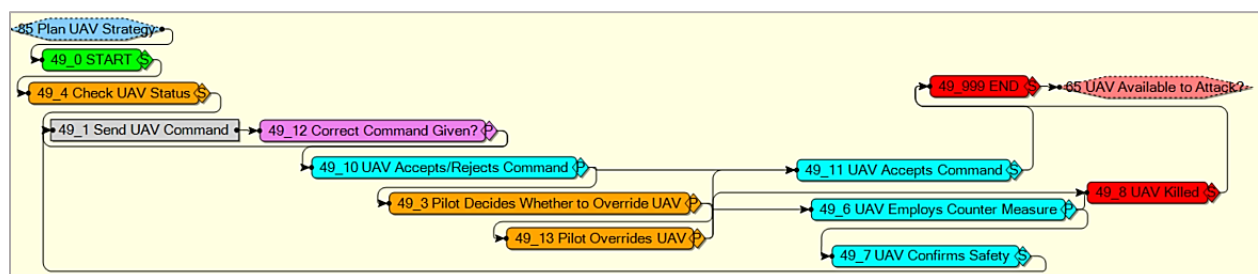 85 Plan UAV Strategy
49_0 START S
49_4 Check UAV Status S
49_999 END S
65 UAV Available to Attack?
49_1 Send UAV Command
49_12 Correct Command Given? P
49_10 UAV Accepts/Rejects Command P
49_11 UAV Accepts Command S
49_3 Pilot Decides Whether to Override UAV P
49_8 UAV Killed S
49_6 UAV Employs Counter Measure P
49_13 Pilot Overrides UAV P
49_7 UAV Confirms Safety S